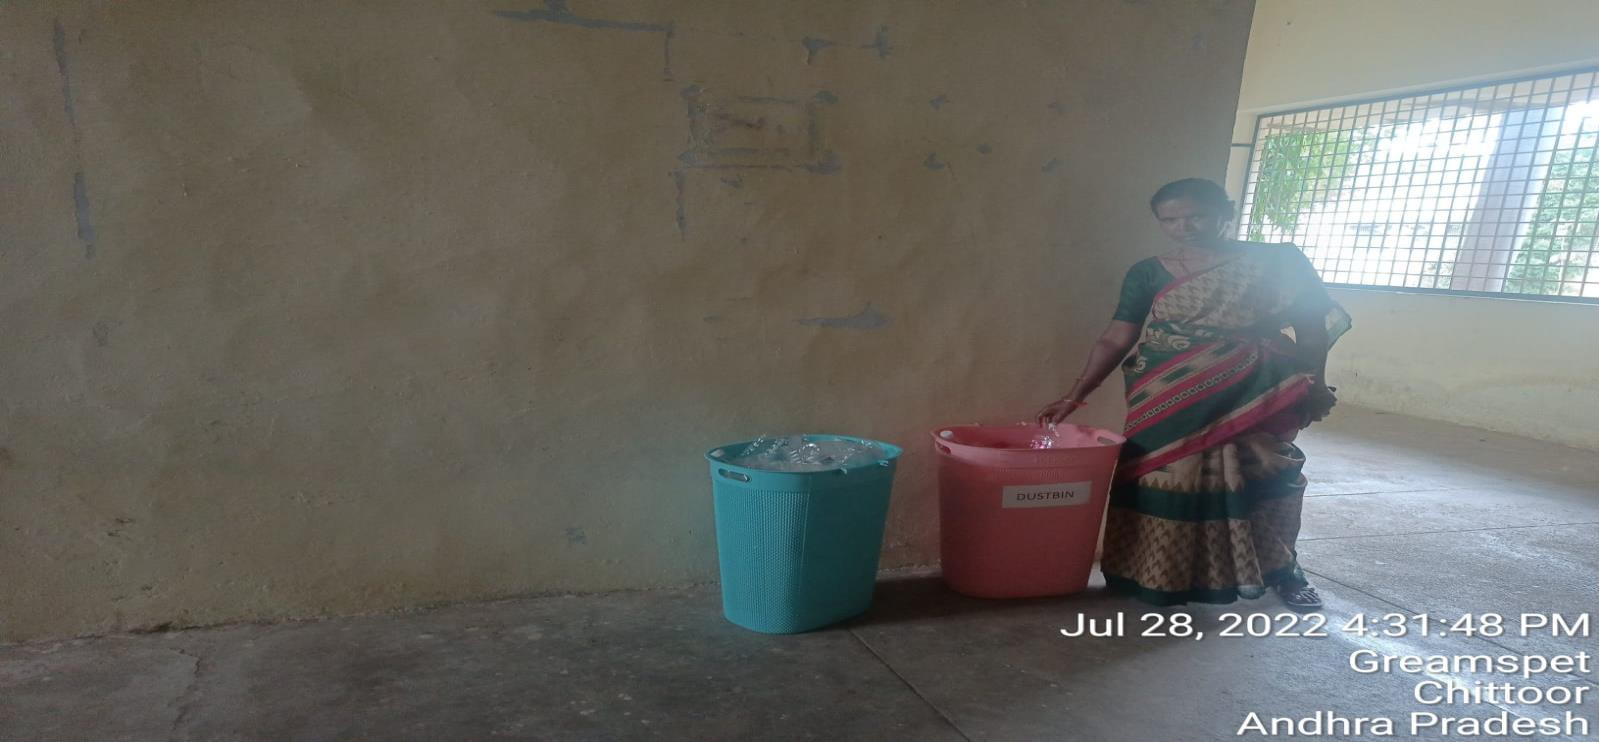 DUSTBIN
Jul 28, 2022 4:31:48 PM
Greamspet
Chittoor
Andhra Pradesh